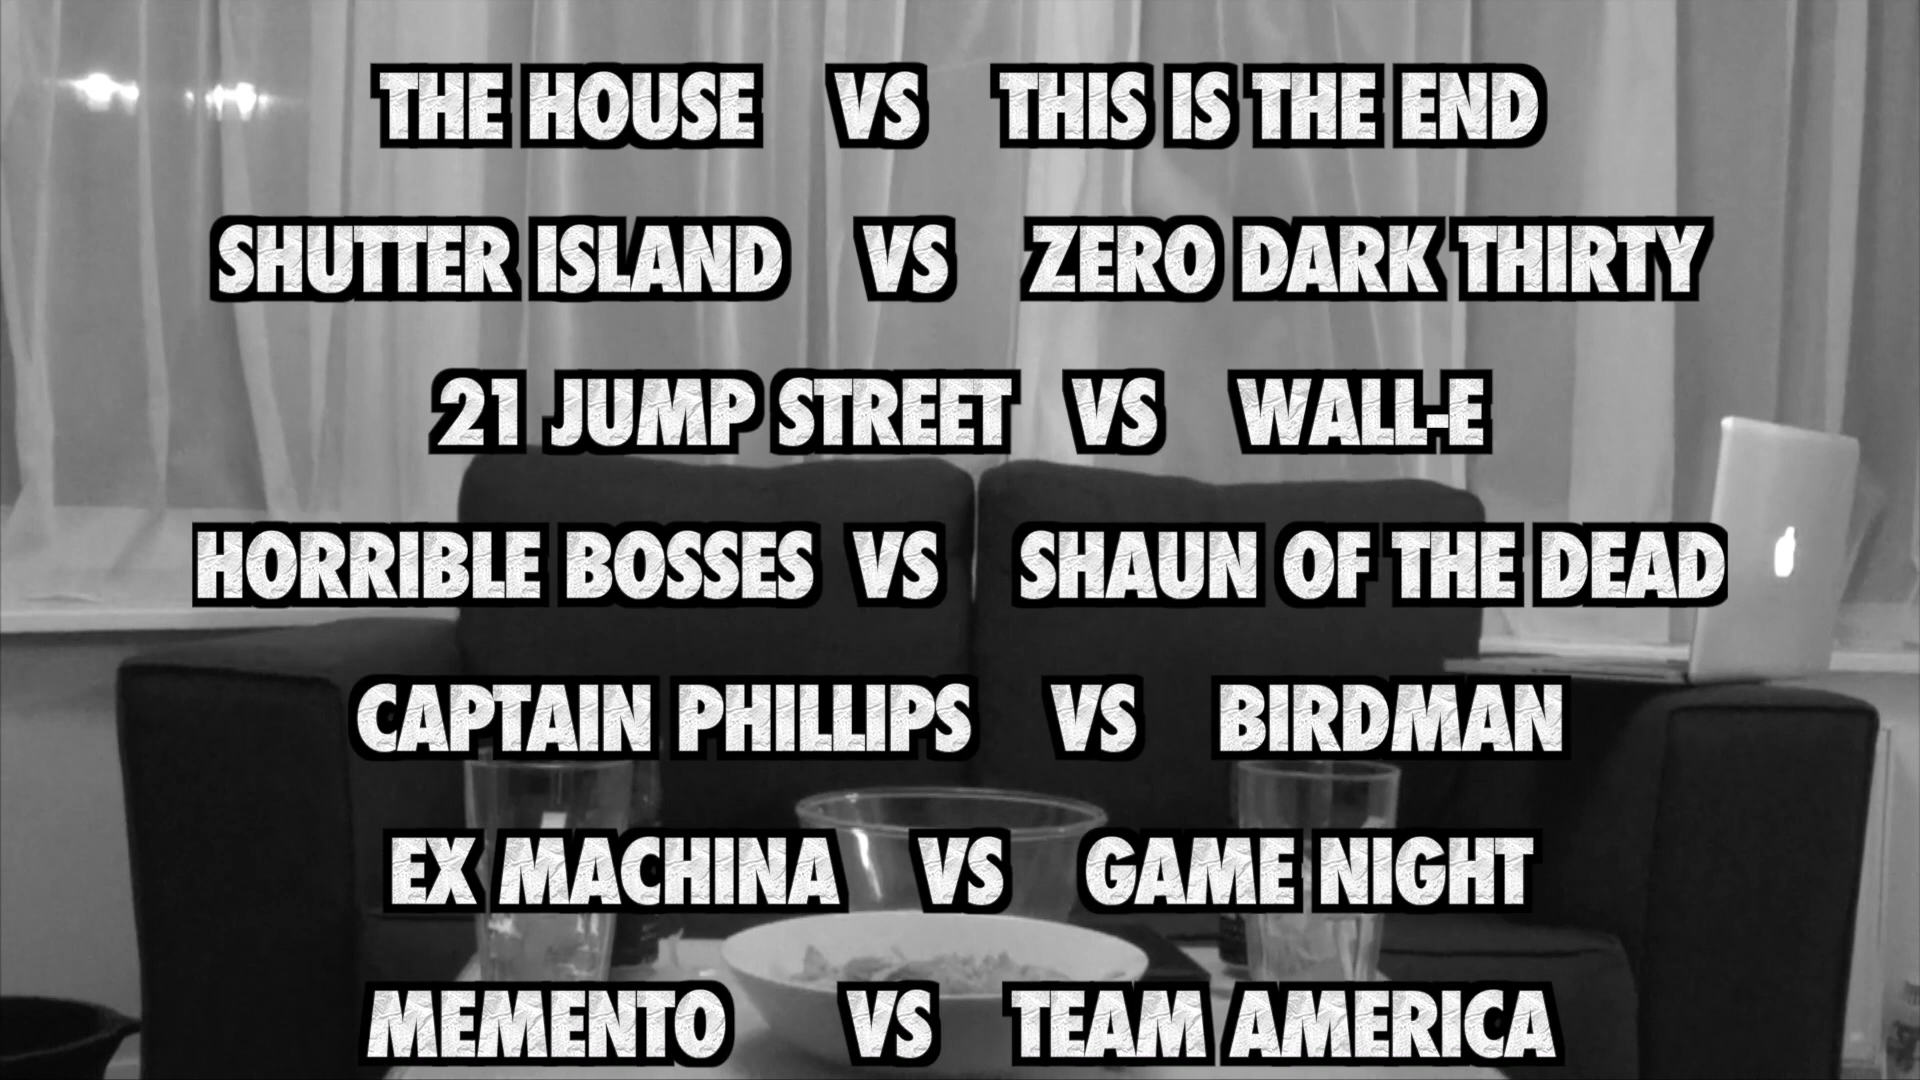 THE HOUSE VS THIS IS THE END
SHUTTER ISLAND VS ZERO DARK THIRTY
21 JUMP STREET VS WALL-E
HORRIBLE BOSSES VS SHAUN OF THE DEAD
CAPTAIN PHILLIPS VS BIRDMAN
EX MACHINA VS GAME NIGHT
MEMENTO VS TEAM AMERICA